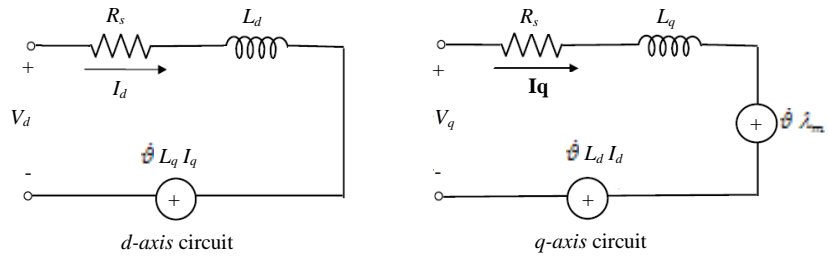 Rs Ld
+
Id
Vd
θ̇ Lq Iq
-
+
d-axis circuit
Rs Lq
+
Iq
Vq
+ θ̇ λm
θ̇ Ld Id
-
+
q-axis circuit